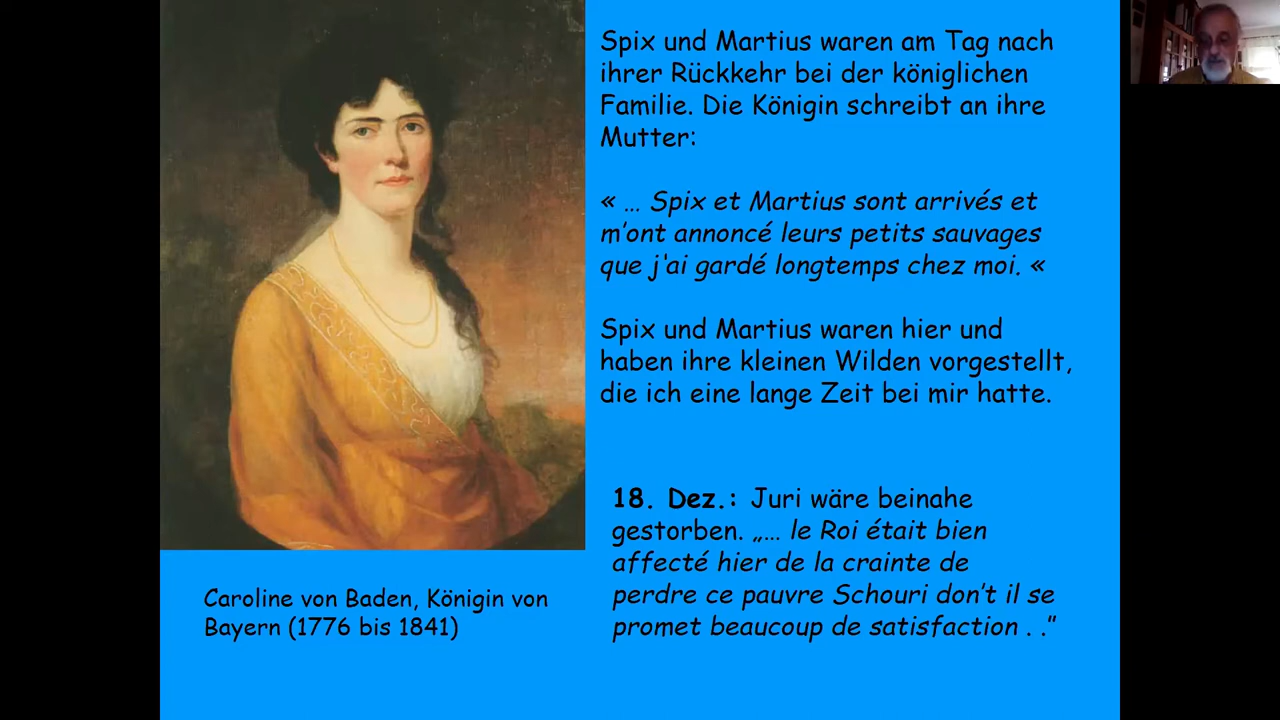 Spix und Martius waren am Tag nach
ihrer Rückkehr bei der königlichen
Familie. Die Königin schreibt an ihre
Mutter:
« … Spix et Martius sont arrivés et
m’ont annoncé leurs petits sauvages
que j‘ai gardé longtemps chez moi. «
Spix und Martius waren hier und
haben ihre kleinen Wilden vorgestellt,
die ich eine lange Zeit bei mir hatte.
18. Dez.: Juri wäre beinahe
gestorben. „… le Roi était bien
affecté hier de la crainte de
perdre ce pauvre Schouri don’t il se
promet beaucoup de satisfaction . .”
Caroline von Baden, Königin von
Bayern (1776 bis 1841)